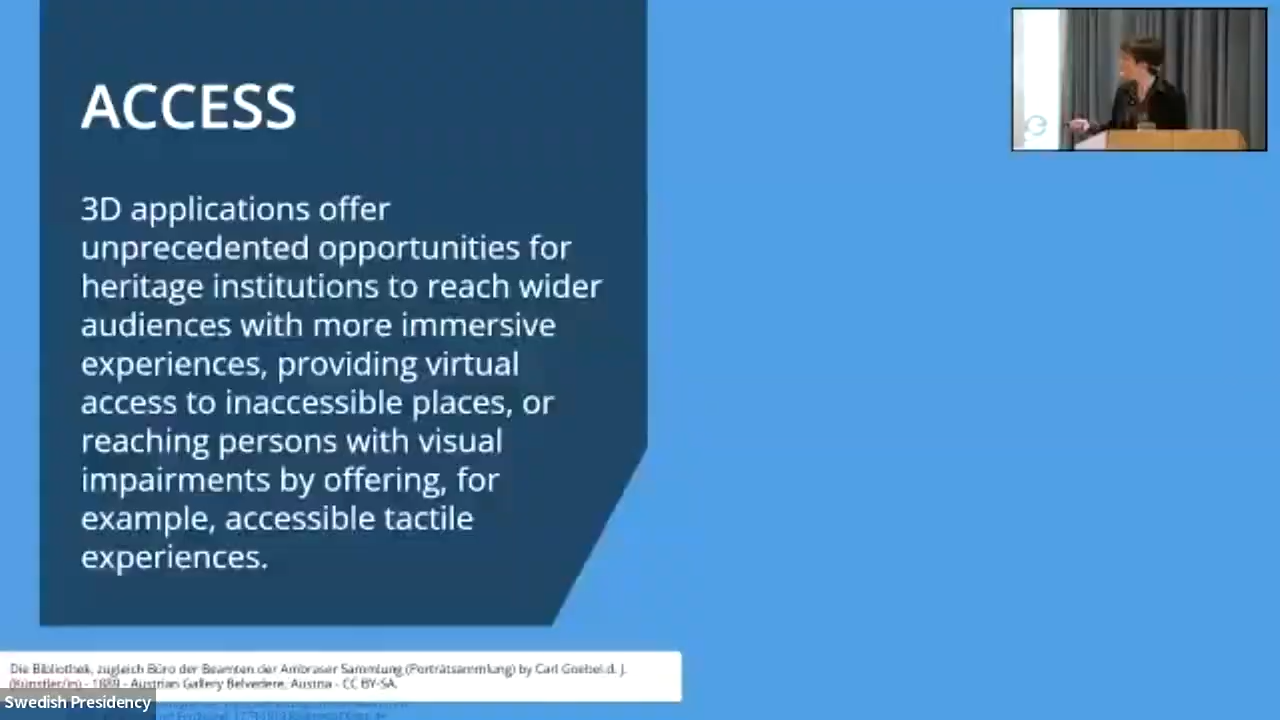 ACCESS
3D applications offer
unprecedented opportunities for
heritage institutions to reach wider
audiences with more immersive
experiences, providing virtual
access to inaccessible places, or
reaching persons with visual
impairments by offering, for
example, accessible tactile
experiences.
Die Bibliothek, zugleich Büro der Beamten der Ambraser Sammlung (Porträtsammlung) by Carl Goebel d. J.
(Künstler/in) - 1889 - Austrian Gallery Belvedere, Austria - CC BY-SA.
Swedish Presidency